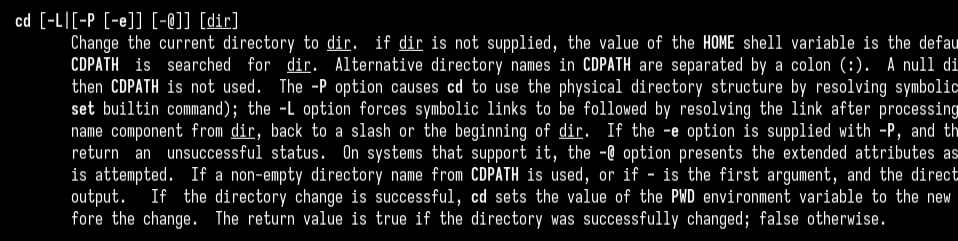 cd [-L|[-P [-e]] [-@]] [dir]
Change the current directory to dir.  if dir is not supplied, the value of the HOME shell variable is the defau
CDPATH  is  searched  for  dir.  Alternative directory names in CDPATH are separated by a colon (:).  A null di
then CDPATH is not used.  The -P option causes cd to use the physical directory structure by resolving symbolic
set builtin command); the -L option forces symbolic links to be followed by resolving the link after processing
name component from dir, back to a slash or the beginning of dir.  If the -e option is supplied with -P, and th
return  an  unsuccessful status.  On systems that support it, the -@ option presents the extended attributes as
is attempted.  If a non-empty directory name from CDPATH is used, or if - is the first argument, and the direct
output.   If  the directory change is successful, cd sets the value of the PWD environment variable to the new
fore the change.  The return value is true if the directory was successfully changed; false otherwise.